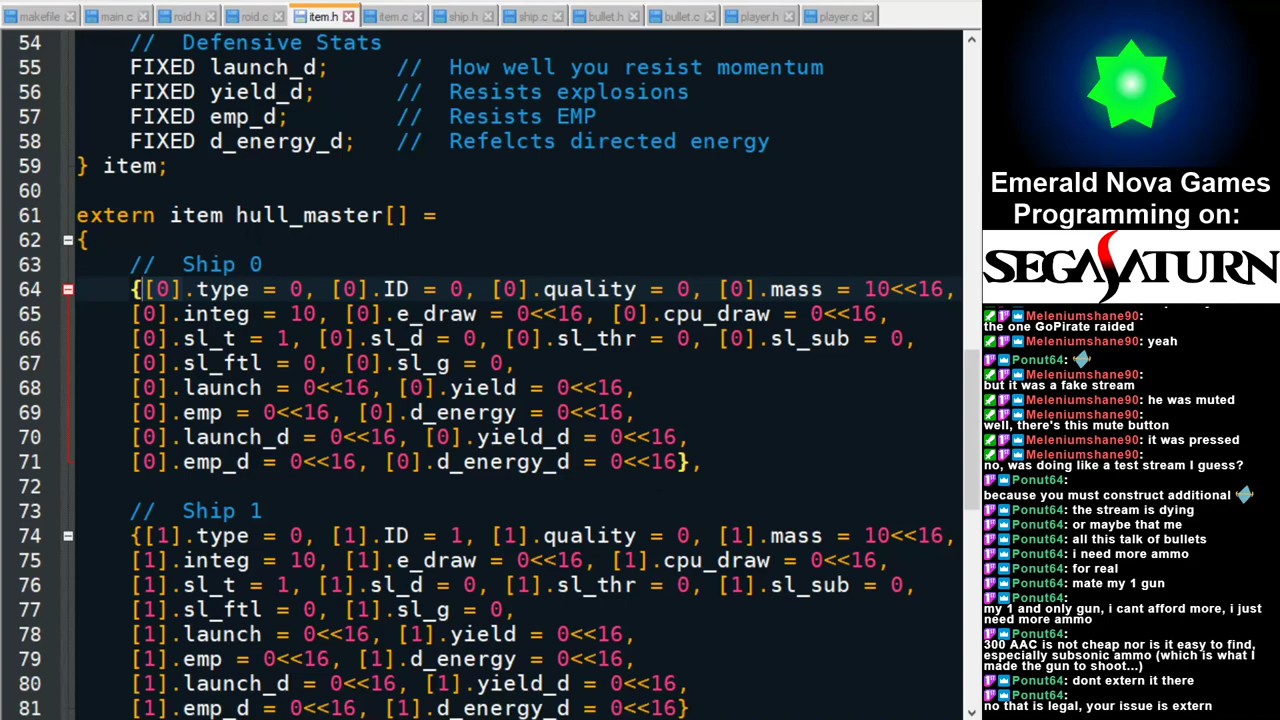 makefile main.c roid.h roid.c item.h item.c ship.h ship.c bullet.h bullet.c player.h player.c
54 // Defensive Stats
55 FIXED launch_d; // How well you resist momentum
56 FIXED yield_d; // Resists explosions
57 FIXED emp_d; // Resists EMP
58 FIXED d_energy_d; // Refelcts directed energy
59 } item;
60
61 extern item hull_master[] =
62 {
63 // Ship 0
64 {[0].type = 0, [0].ID = 0, [0].quality = 0, [0].mass = 10<<16,
65 [0].integ = 10, [0].e_draw = 0<<16, [0].cpu_draw = 0<<16,
66 [0].sl_t = 1, [0].sl_d = 0, [0].sl_thr = 0, [0].sl_sub = 0,
67 [0].sl_ftl = 0, [0].sl_g = 0,
68 [0].launch = 0<<16, [0].yield = 0<<16,
69 [0].emp = 0<<16, [0].d_energy = 0<<16,
70 [0].launch_d = 0<<16, [0].yield_d = 0<<16,
71 [0].emp_d = 0<<16, [0].d_energy_d = 0<<16},
72
73 // Ship 1
74 {[1].type = 0, [1].ID = 1, [1].quality = 0, [1].mass = 10<<16,
75 [1].integ = 10, [1].e_draw = 0<<16, [1].cpu_draw = 0<<16,
76 [1].sl_t = 1, [1].sl_d = 0, [1].sl_thr = 0, [1].sl_sub = 0,
77 [1].sl_ftl = 0, [1].sl_g = 0,
78 [1].launch = 0<<16, [1].yield = 0<<16,
79 [1].emp = 0<<16, [1].d_energy = 0<<16,
80 [1].launch_d = 0<<16, [1].yield_d = 0<<16,
81 [1].emp_d = 0<<16, [1].d_energy_d = 0<<16}
Emerald Nova Games
Programming on:
SEGA SATURN
Meleniumshane90:
the one GoPirate raided
Meleniumshane90: yeah
Ponut64:
Meleniumshane90:
but it was a fake stream
Meleniumshane90: he was muted
Meleniumshane90:
well, there's this mute button
Meleniumshane90: it was pressed
Meleniumshane90:
no, was doing like a test stream I guess?
Ponut64:
because you must construct additional
Ponut64: the stream is dying
Ponut64: or maybe that me
Ponut64: all this talk of bullets
Ponut64: i need more ammo
Ponut64: for real
Ponut64: mate my 1 gun
Ponut64:
my 1 and only gun, i cant afford more, i just
need more ammo
Ponut64:
300 AAC is not cheap nor is it easy to find,
especially subsonic ammo (which is what I
made the gun to shoot...)
Ponut64: dont extern it there
Ponut64:
no that is legal, your issue is extern